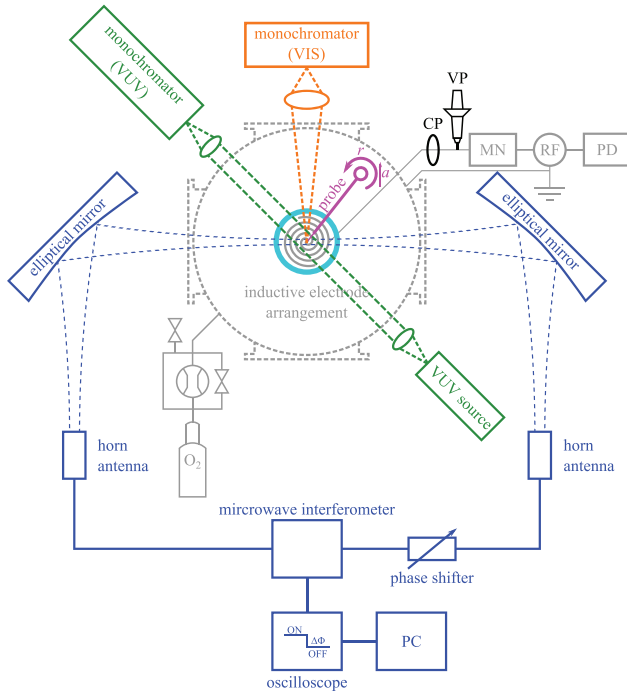 monochromator
(VIS)
monochromator
(VUV)
VP
CP
MN
RF
PD
r
a
probe
elliptical mirror
elliptical mirror
inductive electrode
arrangement
VUV source
O2
horn
antenna
horn
antenna
mircrowave interferometer
phase shifter
ON
ΔΦ
OFF
PC
oscilloscope